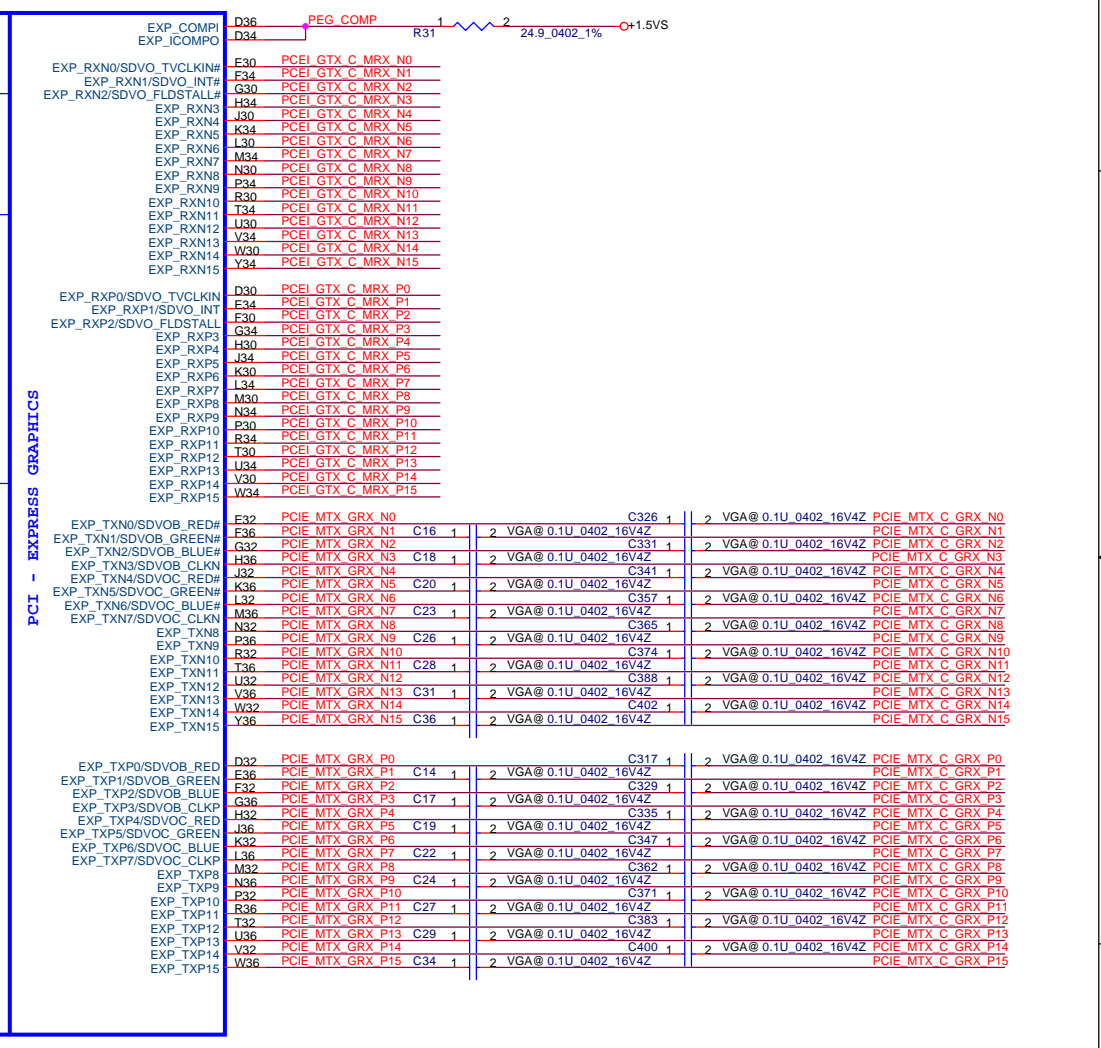 EXP_COMPI D36 PEG_COMP 1 2 +1.5VS
EXP_ICOMPO D34 R31 24.9_0402_1%
EXP_RXN0/SDVO_TVCLKIN# E30 PCEI_GTX_C_MRX_N0
EXP_RXN1/SDVO_INT# F34 PCEI_GTX_C_MRX_N1
EXP_RXN2/SDVO_FLDSTALL# G30 PCEI_GTX_C_MRX_N2
EXP_RXN3 H34 PCEI_GTX_C_MRX_N3
EXP_RXN4 J30 PCEI_GTX_C_MRX_N4
EXP_RXN5 K34 PCEI_GTX_C_MRX_N5
EXP_RXN6 L30 PCEI_GTX_C_MRX_N6
EXP_RXN7 M34 PCEI_GTX_C_MRX_N7
EXP_RXN8 N30 PCEI_GTX_C_MRX_N8
EXP_RXN9 P34 PCEI_GTX_C_MRX_N9
EXP_RXN10 R30 PCEI_GTX_C_MRX_N10
EXP_RXN11 T34 PCEI_GTX_C_MRX_N11
EXP_RXN12 U30 PCEI_GTX_C_MRX_N12
EXP_RXN13 V34 PCEI_GTX_C_MRX_N13
EXP_RXN14 W30 PCEI_GTX_C_MRX_N14
EXP_RXN15 Y34 PCEI_GTX_C_MRX_N15
EXP_RXP0/SDVO_TVCLKIN D30 PCEI_GTX_C_MRX_P0
EXP_RXP1/SDVO_INT E34 PCEI_GTX_C_MRX_P1
EXP_RXP2/SDVO_FLDSTALL F30 PCEI_GTX_C_MRX_P2
EXP_RXP3 G34 PCEI_GTX_C_MRX_P3
EXP_RXP4 H30 PCEI_GTX_C_MRX_P4
EXP_RXP5 J34 PCEI_GTX_C_MRX_P5
EXP_RXP6 K30 PCEI_GTX_C_MRX_P6
EXP_RXP7 L34 PCEI_GTX_C_MRX_P7
EXP_RXP8 M30 PCEI_GTX_C_MRX_P8
EXP_RXP9 N34 PCEI_GTX_C_MRX_P9
EXP_RXP10 P30 PCEI_GTX_C_MRX_P10
EXP_RXP11 R34 PCEI_GTX_C_MRX_P11
EXP_RXP12 T30 PCEI_GTX_C_MRX_P12
EXP_RXP13 U34 PCEI_GTX_C_MRX_P13
EXP_RXP14 V30 PCEI_GTX_C_MRX_P14
EXP_RXP15 W34 PCEI_GTX_C_MRX_P15
PCI - EXPRESS GRAPHICS
EXP_TXN0/SDVOB_RED# E32 PCIE_MTX_GRX_N0 C326 1 2 VGA@ 0.1U_0402_16V4Z PCIE_MTX_C_GRX_N0
EXP_TXN1/SDVOB_GREEN# F36 PCIE_MTX_GRX_N1 C16 1 2 VGA@ 0.1U_0402_16V4Z PCIE_MTX_C_GRX_N1
EXP_TXN2/SDVOB_BLUE# G32 PCIE_MTX_GRX_N2 C331 1 2 VGA@ 0.1U_0402_16V4Z PCIE_MTX_C_GRX_N2
EXP_TXN3/SDVOB_CLKN H36 PCIE_MTX_GRX_N3 C18 1 2 VGA@ 0.1U_0402_16V4Z PCIE_MTX_C_GRX_N3
EXP_TXN4/SDVOC_RED# J32 PCIE_MTX_GRX_N4 C341 1 2 VGA@ 0.1U_0402_16V4Z PCIE_MTX_C_GRX_N4
EXP_TXN5/SDVOC_GREEN# K36 PCIE_MTX_GRX_N5 C20 1 2 VGA@ 0.1U_0402_16V4Z PCIE_MTX_C_GRX_N5
EXP_TXN6/SDVOC_BLUE# L32 PCIE_MTX_GRX_N6 C357 1 2 VGA@ 0.1U_0402_16V4Z PCIE_MTX_C_GRX_N6
EXP_TXN7/SDVOC_CLKN M36 PCIE_MTX_GRX_N7 C23 1 2 VGA@ 0.1U_0402_16V4Z PCIE_MTX_C_GRX_N7
EXP_TXN8 N32 PCIE_MTX_GRX_N8 C365 1 2 VGA@ 0.1U_0402_16V4Z PCIE_MTX_C_GRX_N8
EXP_TXN9 P36 PCIE_MTX_GRX_N9 C26 1 2 VGA@ 0.1U_0402_16V4Z PCIE_MTX_C_GRX_N9
EXP_TXN10 R32 PCIE_MTX_GRX_N10 C374 1 2 VGA@ 0.1U_0402_16V4Z PCIE_MTX_C_GRX_N10
EXP_TXN11 T36 PCIE_MTX_GRX_N11 C28 1 2 VGA@ 0.1U_0402_16V4Z PCIE_MTX_C_GRX_N11
EXP_TXN12 U32 PCIE_MTX_GRX_N12 C388 1 2 VGA@ 0.1U_0402_16V4Z PCIE_MTX_C_GRX_N12
EXP_TXN13 V36 PCIE_MTX_GRX_N13 C31 1 2 VGA@ 0.1U_0402_16V4Z PCIE_MTX_C_GRX_N13
EXP_TXN14 W32 PCIE_MTX_GRX_N14 C402 1 2 VGA@ 0.1U_0402_16V4Z PCIE_MTX_C_GRX_N14
EXP_TXN15 Y36 PCIE_MTX_GRX_N15 C36 1 2 VGA@ 0.1U_0402_16V4Z PCIE_MTX_C_GRX_N15
EXP_TXP0/SDVOB_RED D32 PCIE_MTX_GRX_P0 C317 1 2 VGA@ 0.1U_0402_16V4Z PCIE_MTX_C_GRX_P0
EXP_TXP1/SDVOB_GREEN E36 PCIE_MTX_GRX_P1 C14 1 2 VGA@ 0.1U_0402_16V4Z PCIE_MTX_C_GRX_P1
EXP_TXP2/SDVOB_BLUE F32 PCIE_MTX_GRX_P2 C329 1 2 VGA@ 0.1U_0402_16V4Z PCIE_MTX_C_GRX_P2
EXP_TXP3/SDVOB_CLKP G36 PCIE_MTX_GRX_P3 C17 1 2 VGA@ 0.1U_0402_16V4Z PCIE_MTX_C_GRX_P3
EXP_TXP4/SDVOC_RED H32 PCIE_MTX_GRX_P4 C335 1 2 VGA@ 0.1U_0402_16V4Z PCIE_MTX_C_GRX_P4
EXP_TXP5/SDVOC_GREEN J36 PCIE_MTX_GRX_P5 C19 1 2 VGA@ 0.1U_0402_16V4Z PCIE_MTX_C_GRX_P5
EXP_TXP6/SDVOC_BLUE K32 PCIE_MTX_GRX_P6 C347 1 2 VGA@ 0.1U_0402_16V4Z PCIE_MTX_C_GRX_P6
EXP_TXP7/SDVOC_CLKP L36 PCIE_MTX_GRX_P7 C22 1 2 VGA@ 0.1U_0402_16V4Z PCIE_MTX_C_GRX_P7
EXP_TXP8 M32 PCIE_MTX_GRX_P8 C362 1 2 VGA@ 0.1U_0402_16V4Z PCIE_MTX_C_GRX_P8
EXP_TXP9 N36 PCIE_MTX_GRX_P9 C24 1 2 VGA@ 0.1U_0402_16V4Z PCIE_MTX_C_GRX_P9
EXP_TXP10 P32 PCIE_MTX_GRX_P10 C371 1 2 VGA@ 0.1U_0402_16V4Z PCIE_MTX_C_GRX_P10
EXP_TXP11 R36 PCIE_MTX_GRX_P11 C27 1 2 VGA@ 0.1U_0402_16V4Z PCIE_MTX_C_GRX_P11
EXP_TXP12 T32 PCIE_MTX_GRX_P12 C383 1 2 VGA@ 0.1U_0402_16V4Z PCIE_MTX_C_GRX_P12
EXP_TXP13 U36 PCIE_MTX_GRX_P13 C29 1 2 VGA@ 0.1U_0402_16V4Z PCIE_MTX_C_GRX_P13
EXP_TXP14 V32 PCIE_MTX_GRX_P14 C400 1 2 VGA@ 0.1U_0402_16V4Z PCIE_MTX_C_GRX_P14
EXP_TXP15 W36 PCIE_MTX_GRX_P15 C34 1 2 VGA@ 0.1U_0402_16V4Z PCIE_MTX_C_GRX_P15